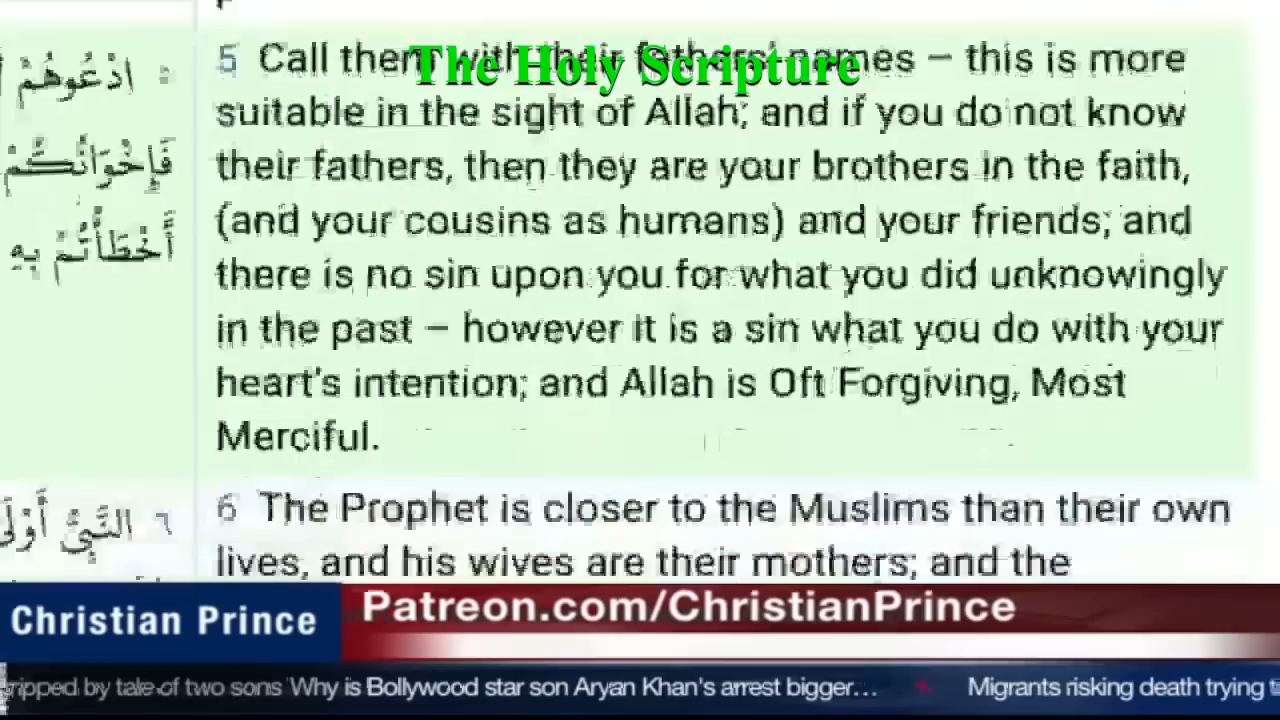 The Holy Scripture
5 Call them with their fathers' names – this is more
suitable in the sight of Allah; and if you do not know
their fathers, then they are your brothers in the faith,
(and your cousins as humans) and your friends; and
there is no sin upon you for what you did unknowingly
in the past – however it is a sin what you do with your
heart's intention; and Allah is Oft Forgiving, Most
Merciful.
ادْعُوهُمْ
فَإِخْوَانُكُمْ
أَخْطَأْتُمْ بِهِ
6 The Prophet is closer to the Muslims than their own
lives, and his wives are their mothers; and the
٦ النَّبِيُّ
Christian Prince
Patreon.com/ChristianPrince
by tale of two sons Why is Bollywood star son Aryan Khan's arrest bigger... Migrants risking death trying